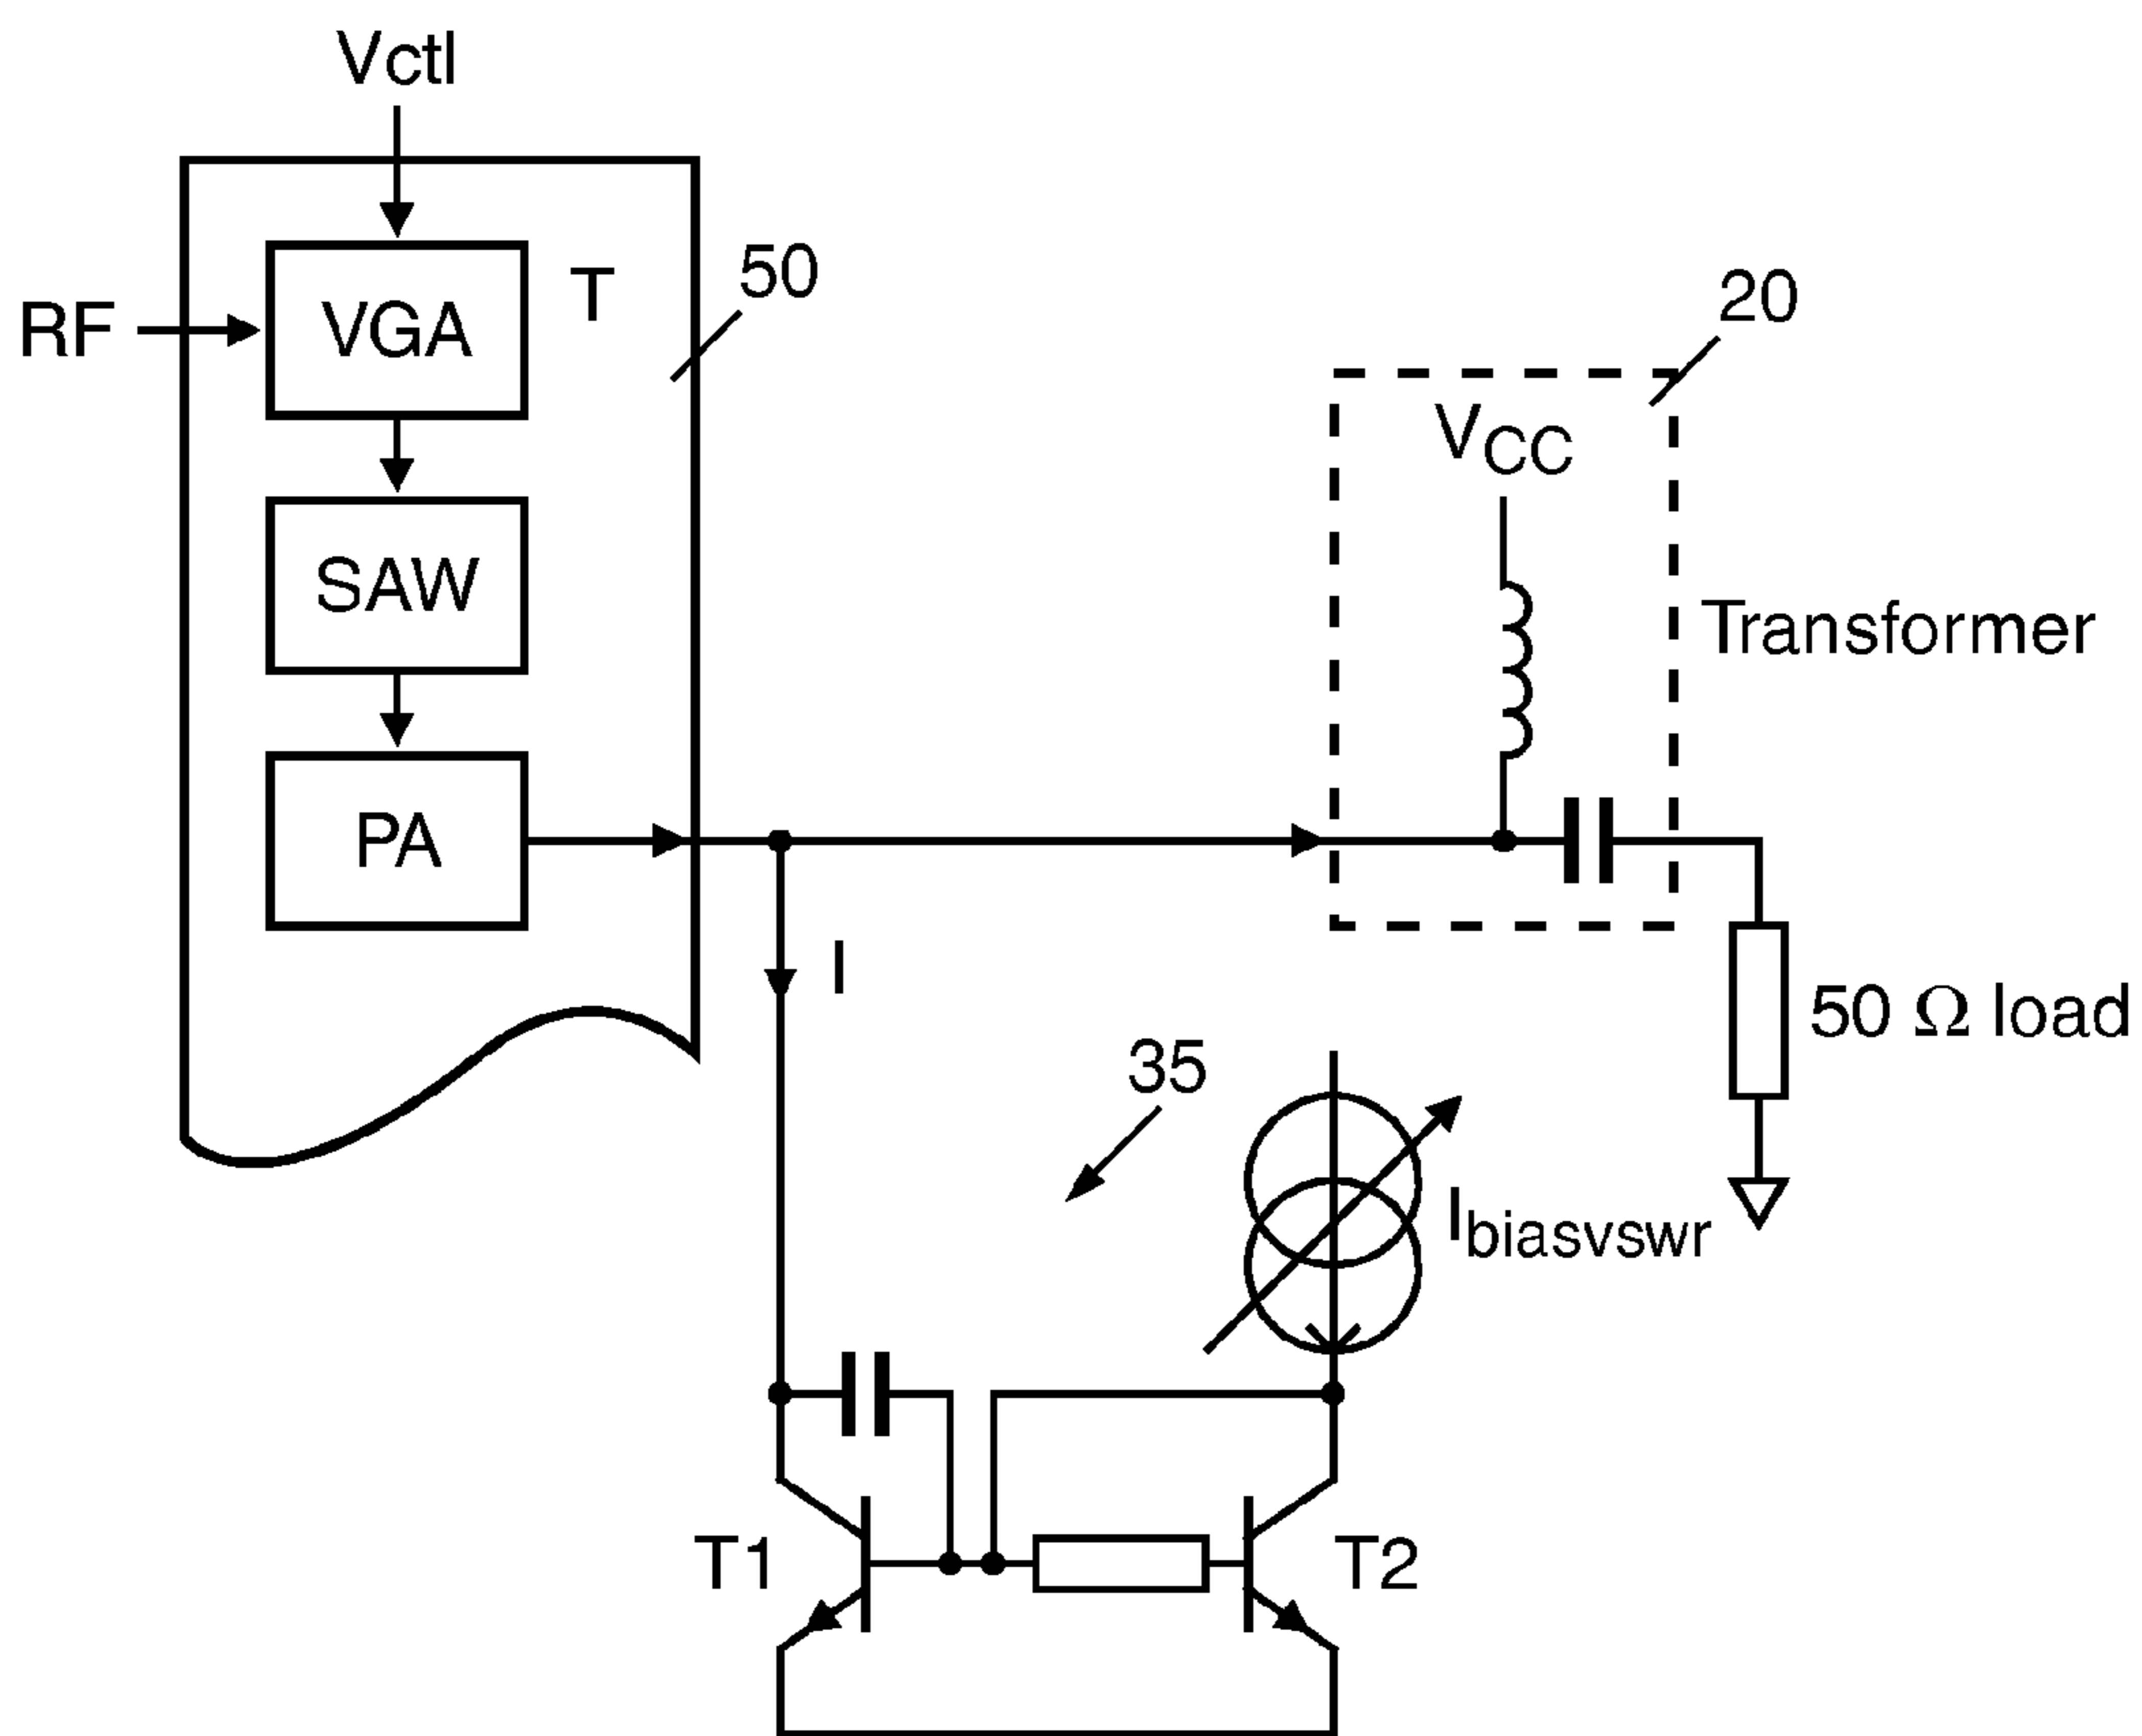 Vctl
50
T
20
RF
VGA
VCC
SAW
Transformer
PA
I
50 Ω load
35
Ibiasvswr
T1
T2